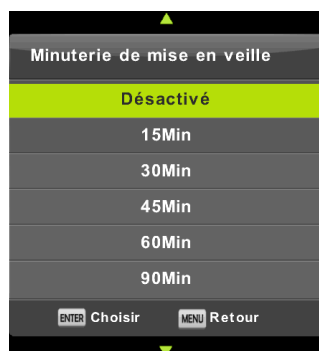 Minuterie de mise en veille
Désactivé
15Min
30Min
45Min
60Min
90Min
ENTER Choisir MENU Retour